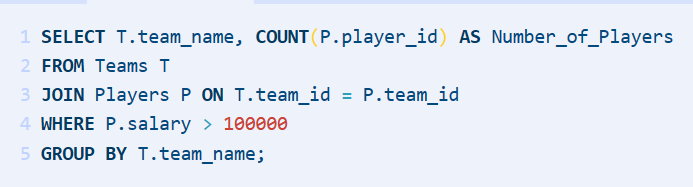 1 SELECT T.team_name, COUNT(P.player_id) AS Number_of_Players
2 FROM Teams T
3 JOIN Players P ON T.team_id = P.team_id
4 WHERE P.salary > 100000
5 GROUP BY T.team_name;